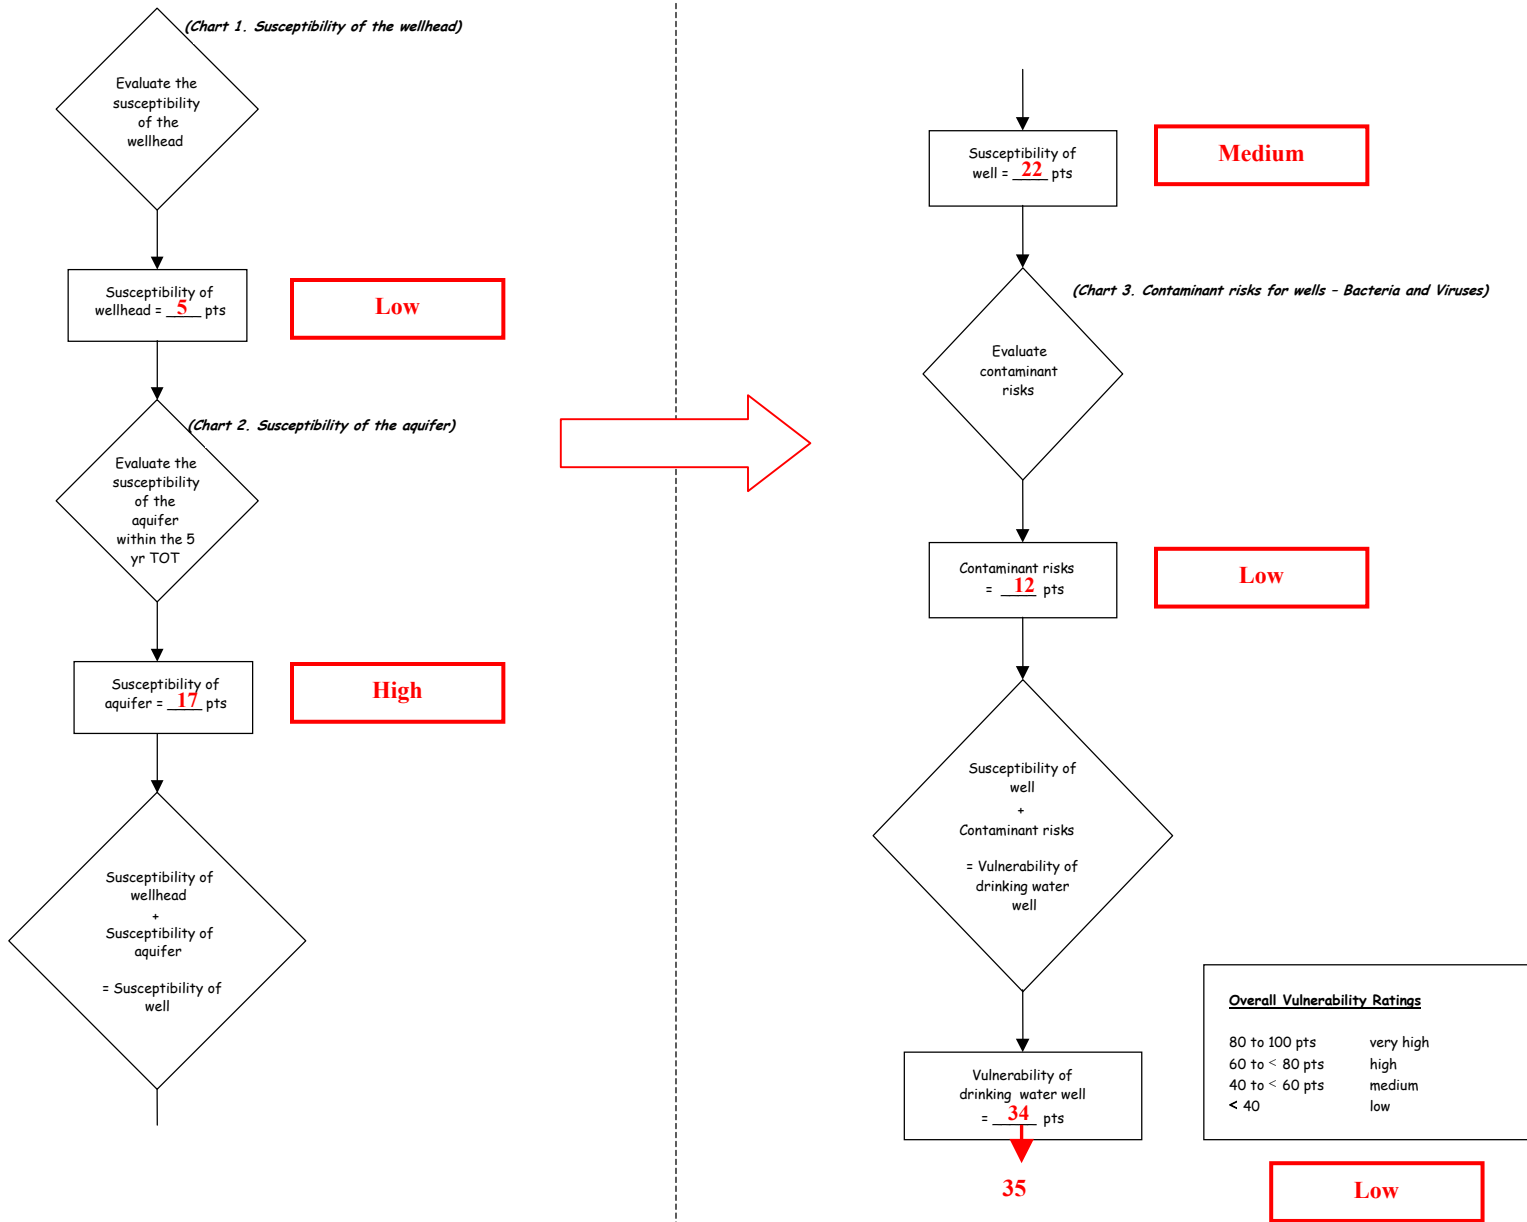 (Chart 1. Susceptibility of the wellhead)
Evaluate the
susceptibility
of the
wellhead
Susceptibility of
wellhead = __5__ pts
Low
(Chart 2. Susceptibility of the aquifer)
Evaluate the
susceptibility
of the
aquifer
within the 5
yr TOT
Susceptibility of
aquifer = __17__ pts
High
Susceptibility of
wellhead
+
Susceptibility of
aquifer
= Susceptibility of
well
Susceptibility of
well = __22__ pts
Medium
(Chart 3. Contaminant risks for wells – Bacteria and Viruses)
Evaluate
contaminant
risks
Contaminant risks
= __12__ pts
Low
Susceptibility of
well
+
Contaminant risks
= Vulnerability of
drinking water
well
Vulnerability of
drinking water well
= __34__ pts
35
Overall Vulnerability Ratings
80 to 100 pts very high
60 to < 80 pts high
40 to < 60 pts medium
< 40 low
Low